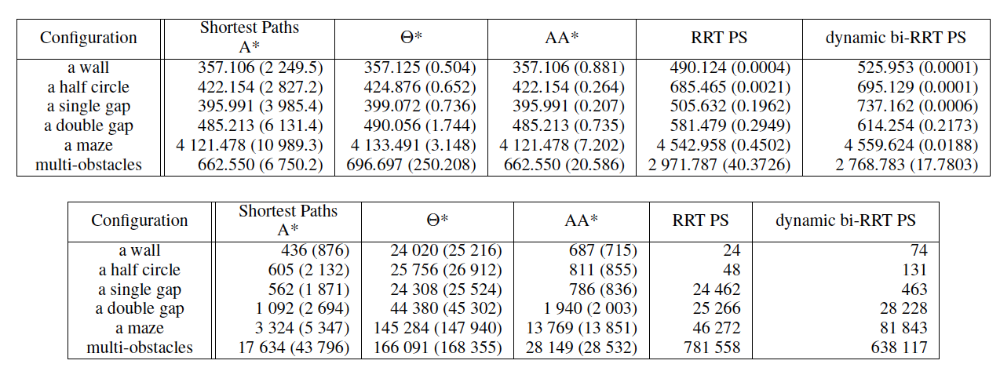 Configuration Shortest Paths A* Θ* AA* RRT PS dynamic bi-RRT PS
a wall 357.106 (2 249.5) 357.125 (0.504) 357.106 (0.881) 490.124 (0.0004) 525.953 (0.0001)
a half circle 422.154 (2 827.2) 424.876 (0.652) 422.154 (0.264) 685.465 (0.0021) 695.129 (0.0001)
a single gap 395.991 (3 985.4) 399.072 (0.736) 395.991 (0.207) 505.632 (0.1962) 737.162 (0.0006)
a double gap 485.213 (6 131.4) 490.056 (1.744) 485.213 (0.735) 581.479 (0.2949) 614.254 (0.2173)
a maze 4 121.478 (10 989.3) 4 133.491 (3.148) 4 121.478 (7.202) 4 542.958 (0.4502) 4 559.624 (0.0188)
multi-obstacles 662.550 (6 750.2) 696.697 (250.208) 662.550 (20.586) 2 971.787 (40.3726) 2 768.783 (17.7803)
Configuration Shortest Paths A* Θ* AA* RRT PS dynamic bi-RRT PS
a wall 436 (876) 24 020 (25 216) 687 (715) 24 74
a half circle 605 (2 132) 25 756 (26 912) 811 (855) 48 131
a single gap 562 (1 871) 24 308 (25 524) 786 (836) 24 462 463
a double gap 1 092 (2 694) 44 380 (45 302) 1 940 (2 003) 25 266 28 228
a maze 3 324 (5 347) 145 284 (147 940) 13 769 (13 851) 46 272 81 843
multi-obstacles 17 634 (43 796) 166 091 (168 355) 28 149 (28 532) 781 558 638 117